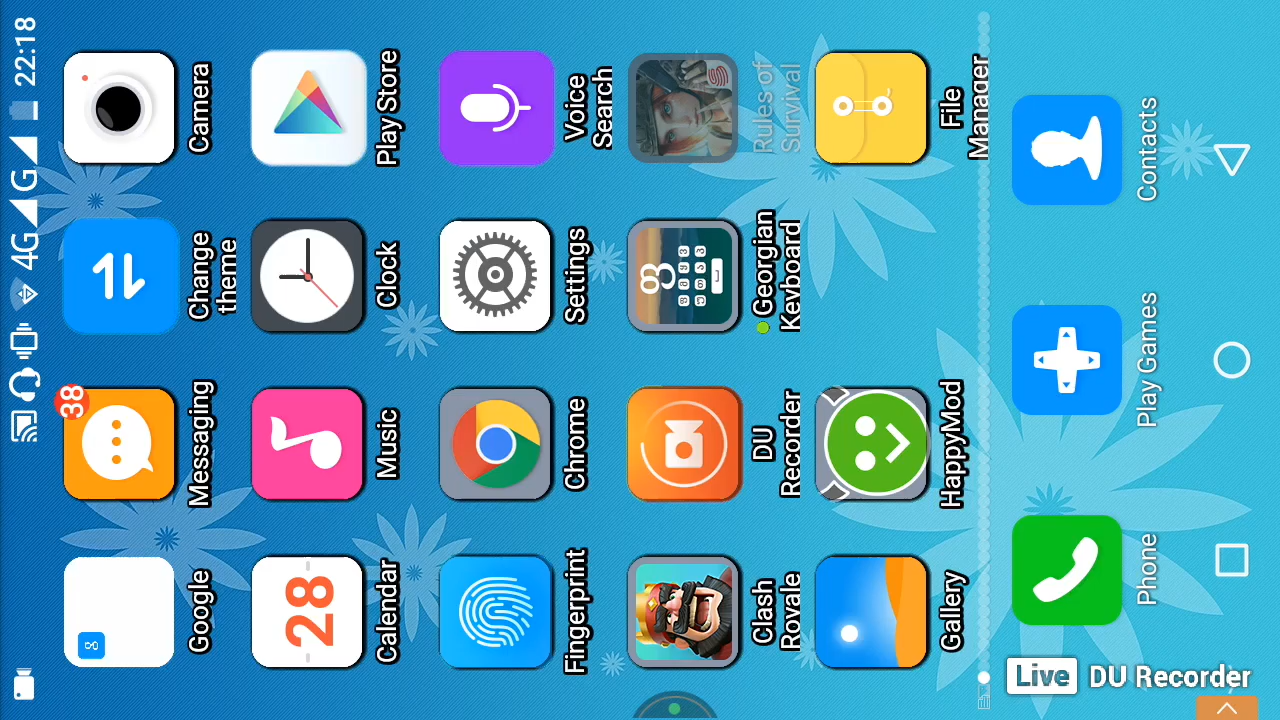 4G G 22:18
38
Google
Messaging
Change
theme
Camera
28
Calendar
Music
Clock
Play Store
Fingerprint
Chrome
Settings
Voice
Search
Clash
Royale
DU
Recorder
Georgian
Keyboard
Rules of
Survival
Gallery
HappyMod
File
Manager
Phone
Play Games
Contacts
Live DU Recorder